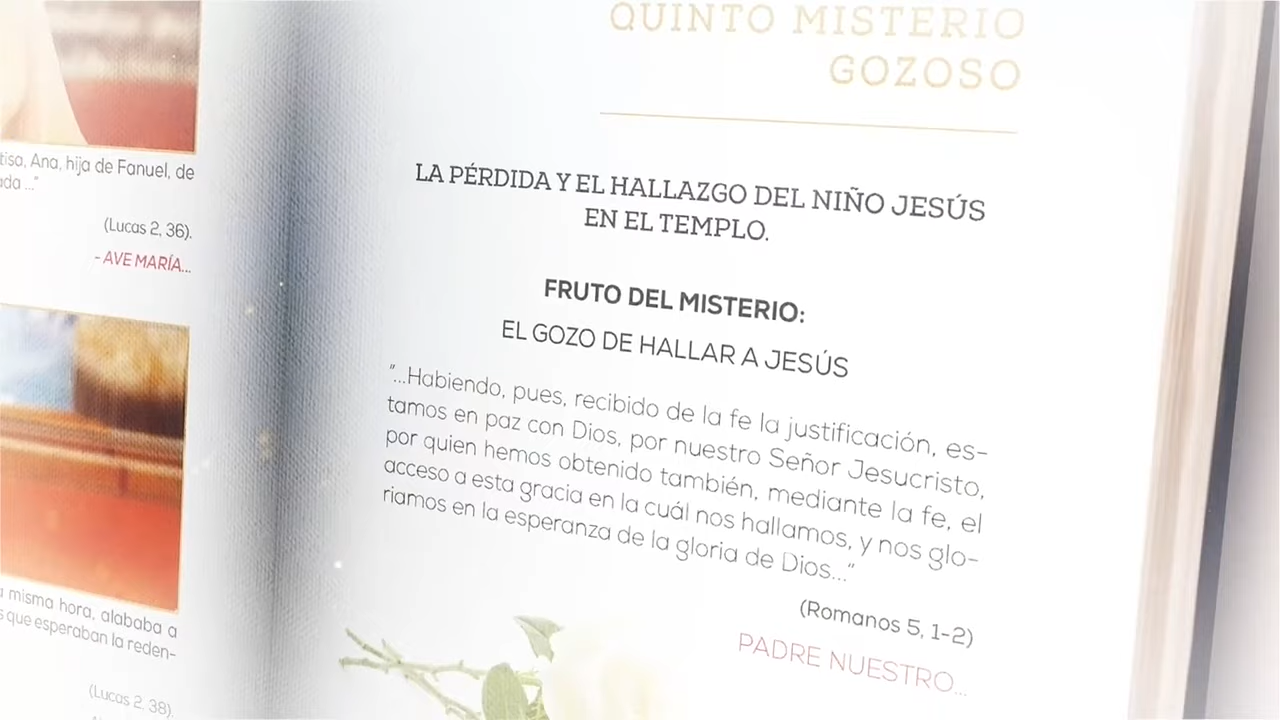 tisa, Ana, hija de Fanuel, de
ada ..."
(Lucas 2, 36).
- AVE MARÍA...
misma hora, alababa a
s que esperaban la reden-
(Lucas 2, 38).
QUINTO MISTERIO
GOZOSO
LA PÉRDIDA Y EL HALLAZGO DEL NIÑO JESÚS
EN EL TEMPLO.
FRUTO DEL MISTERIO:
EL GOZO DE HALLAR A JESÚS
"...Habiendo, pues, recibido de la fe la justificación, es-
tamos en paz con Dios, por nuestro Señor Jesucristo,
por quien hemos obtenido también, mediante la fe, el
acceso a esta gracia en la cuál nos hallamos, y nos glo-
riamos en la esperanza de la gloria de Dios..."
(Romanos 5, 1-2)
PADRE NUESTRO...